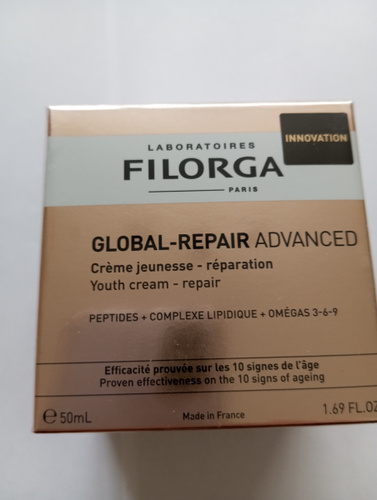 INNOVATION
LABORATOIRES
FILORGA
PARIS
GLOBAL-REPAIR ADVANCED
Crème jeunesse - réparation
Youth cream - repair
PEPTIDES + COMPLEXE LIPIDIQUE + OMÉGAS 3-6-9
Efficacité prouvée sur les 10 signes de l'âge
Proven effectiveness on the 10 signs of ageing
℮ 50mL Made in France 1.69 FL.OZ